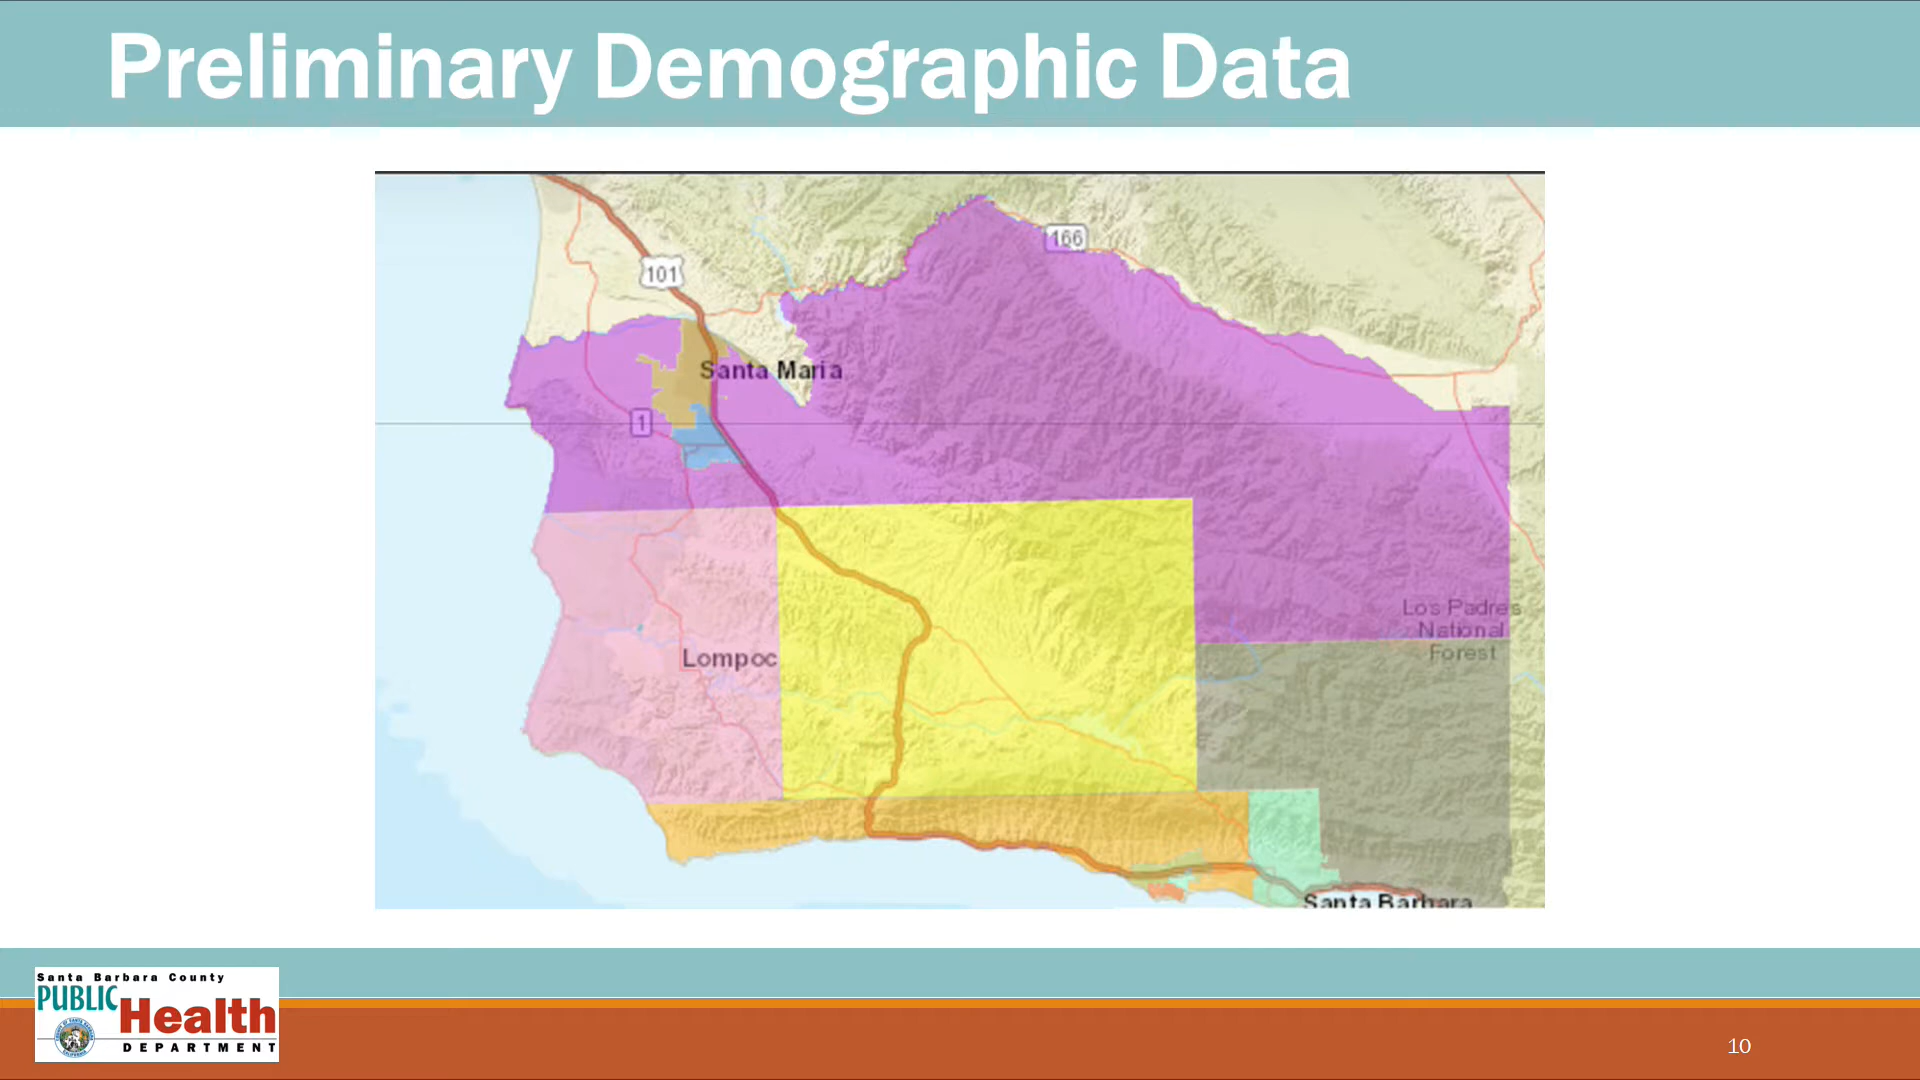 Preliminary Demographic Data
166
101
Santa Maria
1
Los Padres
National
Forest
Lompoc
Santa Barbara
Santa Barbara County
PUBLIC
Health
DEPARTMENT
10